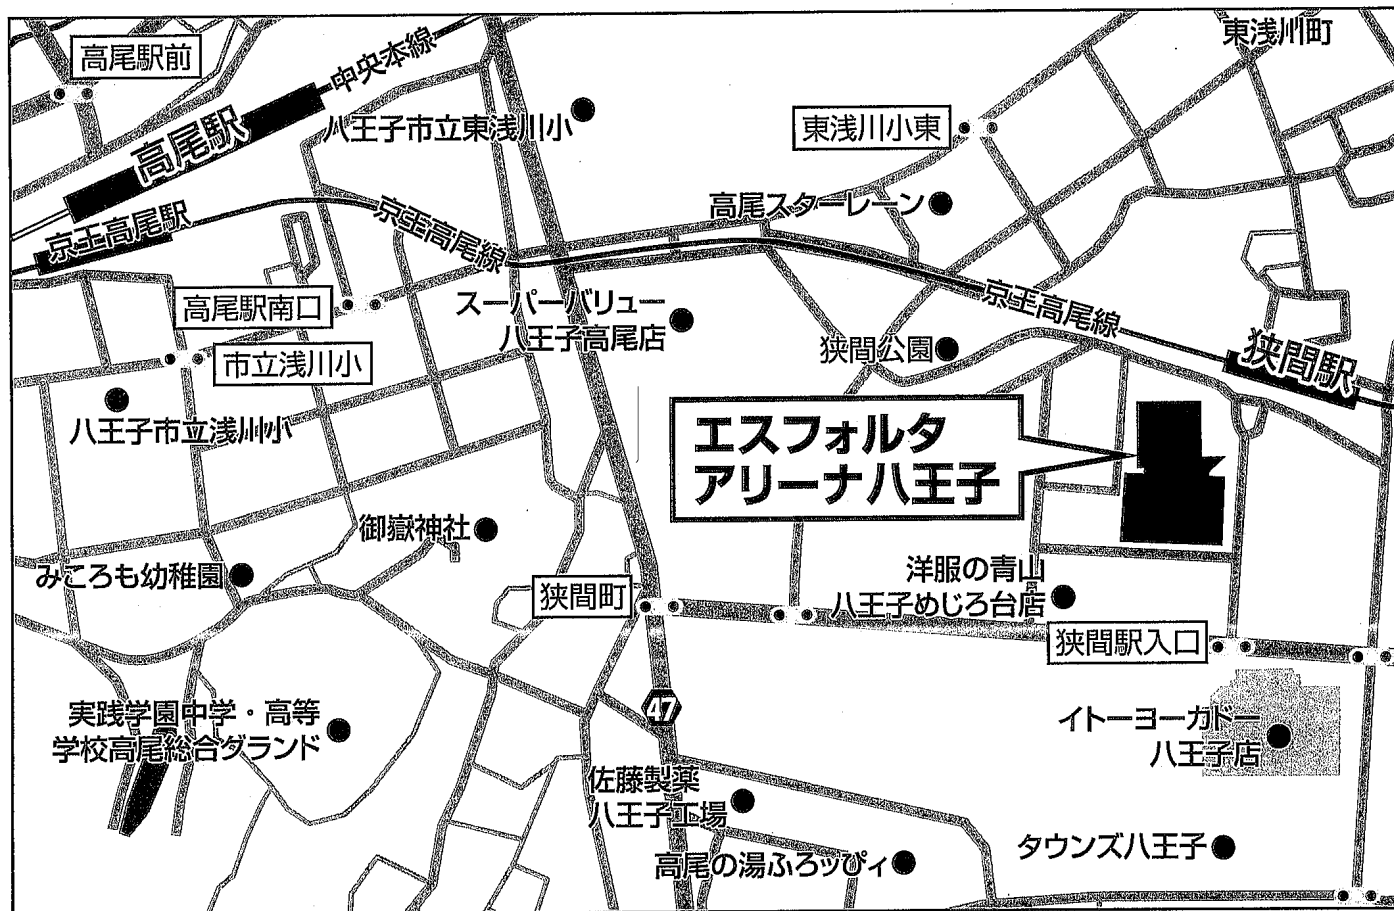 高尾駅前
中央本線
東浅川町
高尾駅
八王子市立東浅川小
東浅川小東
京王高尾駅
京王高尾線
高尾スターレーン
高尾駅南口
スーパーバリュー
八王子高尾店
京王高尾線
狭間公園
狭間駅
市立浅川小
八王子市立浅川小
エスフォルタ
アリーナ八王子
御嶽神社
みころも幼稚園
狭間町
洋服の青山
八王子めじろ台店
狭間駅入口
47
実践学園中学・高等
学校高尾総合グランド
イトーヨーカドー
八王子店
佐藤製薬
八王子工場
高尾の湯ふろッぴィ
タウンズ八王子